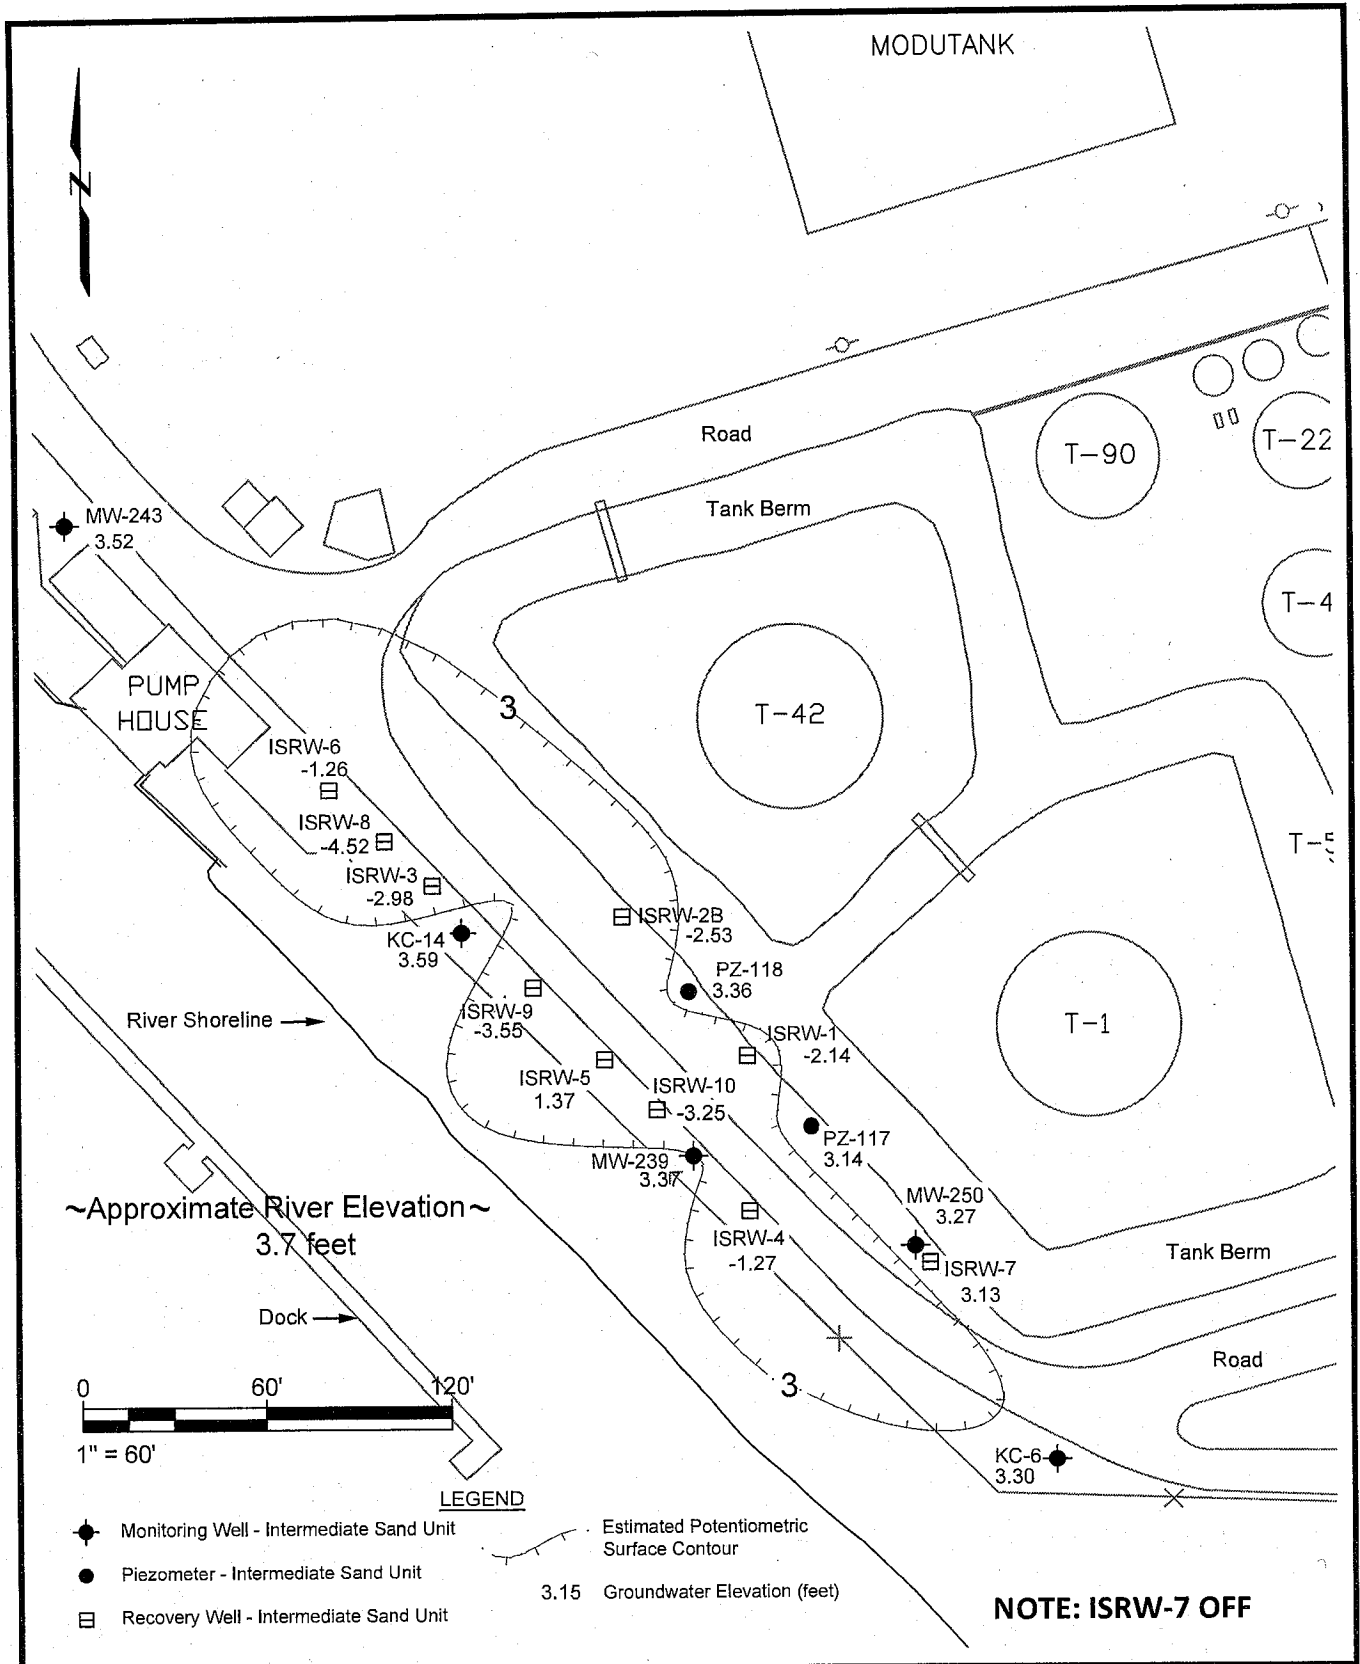 MODUTANK
N
Road
T-90
T-22
Tank Berm
MW-243
3.52
T-4
PUMP
HOUSE
3
T-42
ISRW-6
-1.26
ISRW-8
-4.52
ISRW-3
-2.98
T-5
ISRW-2B
-2.53
KC-14
3.59
PZ-118
3.36
ISRW-9
-3.55
River Shoreline
ISRW-1
-2.14
T-1
ISRW-5
1.37
ISRW-10
-3.25
PZ-117
3.14
MW-239
3.37
~Approximate River Elevation~
3.7 feet
MW-250
3.27
ISRW-4
-1.27
ISRW-7
3.13
Tank Berm
Dock
Road
3
0 60' 120'
1" = 60'
KC-6
3.30
LEGEND
Monitoring Well - Intermediate Sand Unit
Piezometer - Intermediate Sand Unit
Recovery Well - Intermediate Sand Unit
Estimated Potentiometric
Surface Contour
3.15 Groundwater Elevation (feet)
NOTE: ISRW-7 OFF